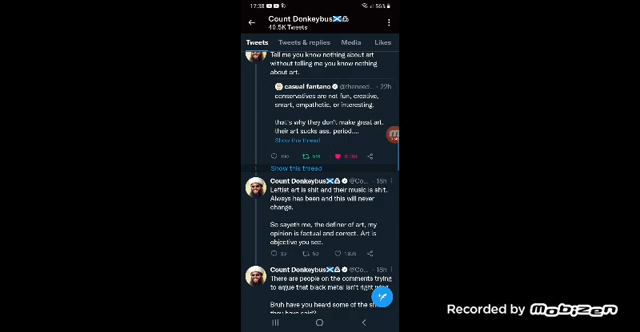 17:38
56%
Count Donkeybus
40.5K Tweets
Tweets Tweets & replies Media Likes
Tell me you know nothing about art
without telling me you know nothing
about art.
casual fantano @theneed... · 22h
conservatives are not fun, creative,
smart, empathetic, or interesting.
that's why they don't make great art.
their art sucks ass. period....
Show this thread
Show this thread
Count Donkeybus @Co... · 18h
Leftist art is shit and their music is shit.
Always has been and this will never
change.
So sayeth me, the definer of art, my
opinion is factual and correct. Art is
objective you see.
Count Donkeybus @Co... · 18h
There are people on the comments trying
to argue that black metal isn't right wing
Bruh have you heard some of the
they have said?
Recorded by mobizen